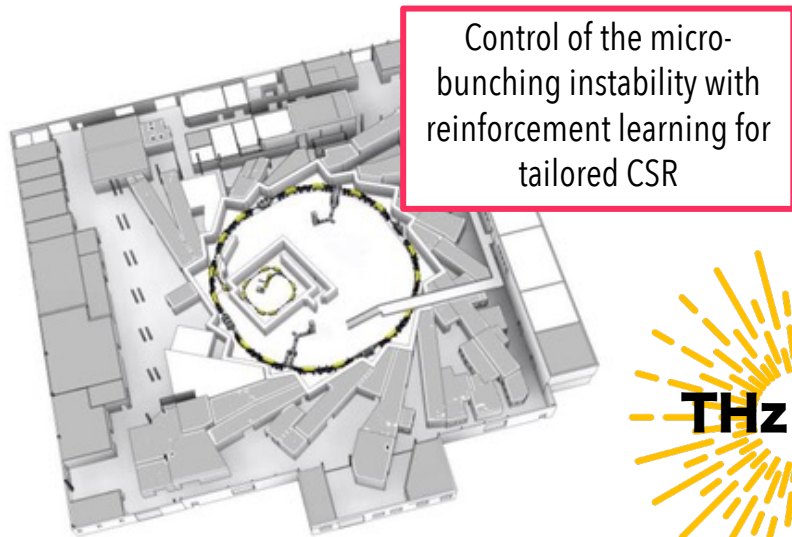 Control of the micro-
bunching instability with
reinforcement learning for
tailored CSR
THz